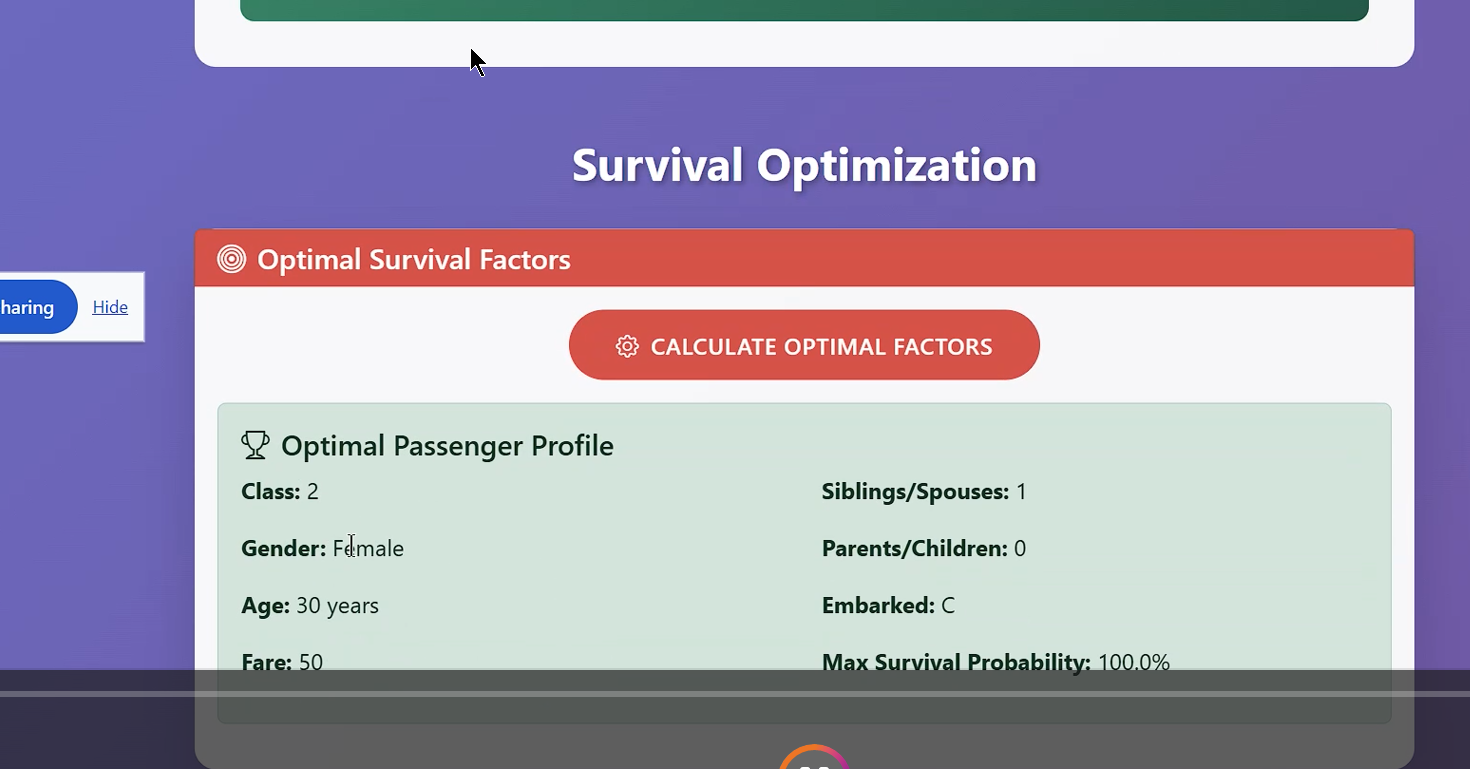 Survival Optimization
haring Hide
Optimal Survival Factors
CALCULATE OPTIMAL FACTORS
Optimal Passenger Profile
Class: 2
Siblings/Spouses: 1
Gender: Female
Parents/Children: 0
Age: 30 years
Embarked: C
Fare: 50
Max Survival Probability: 100.0%